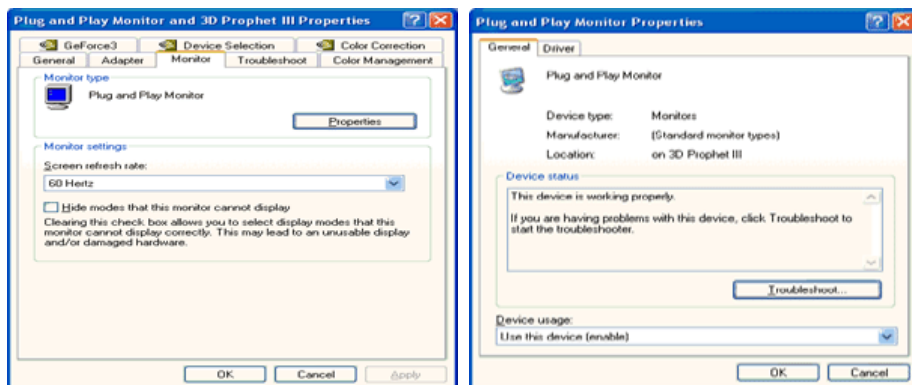 Plug and Play Monitor and 3D Prophet III Properties
GeForce3 Device Selection Color Correction
General Adapter Monitor Troubleshoot Color Management
Monitor type
Plug and Play Monitor
Properties
Monitor settings
Screen refresh rate:
60 Hertz
Hide modes that this monitor cannot display
Clearing this check box allows you to select display modes that this
monitor cannot display correctly. This may lead to an unusable display
and/or damaged hardware.
OK Cancel Apply
Plug and Play Monitor Properties
General Driver
Plug and Play Monitor
Device type: Monitors
Manufacturer: (Standard monitor types)
Location: on 3D Prophet III
Device status
This device is working properly.
If you are having problems with this device, click Troubleshoot to
start the troubleshooter.
Troubleshoot...
Device usage:
Use this device (enable)
OK Cancel